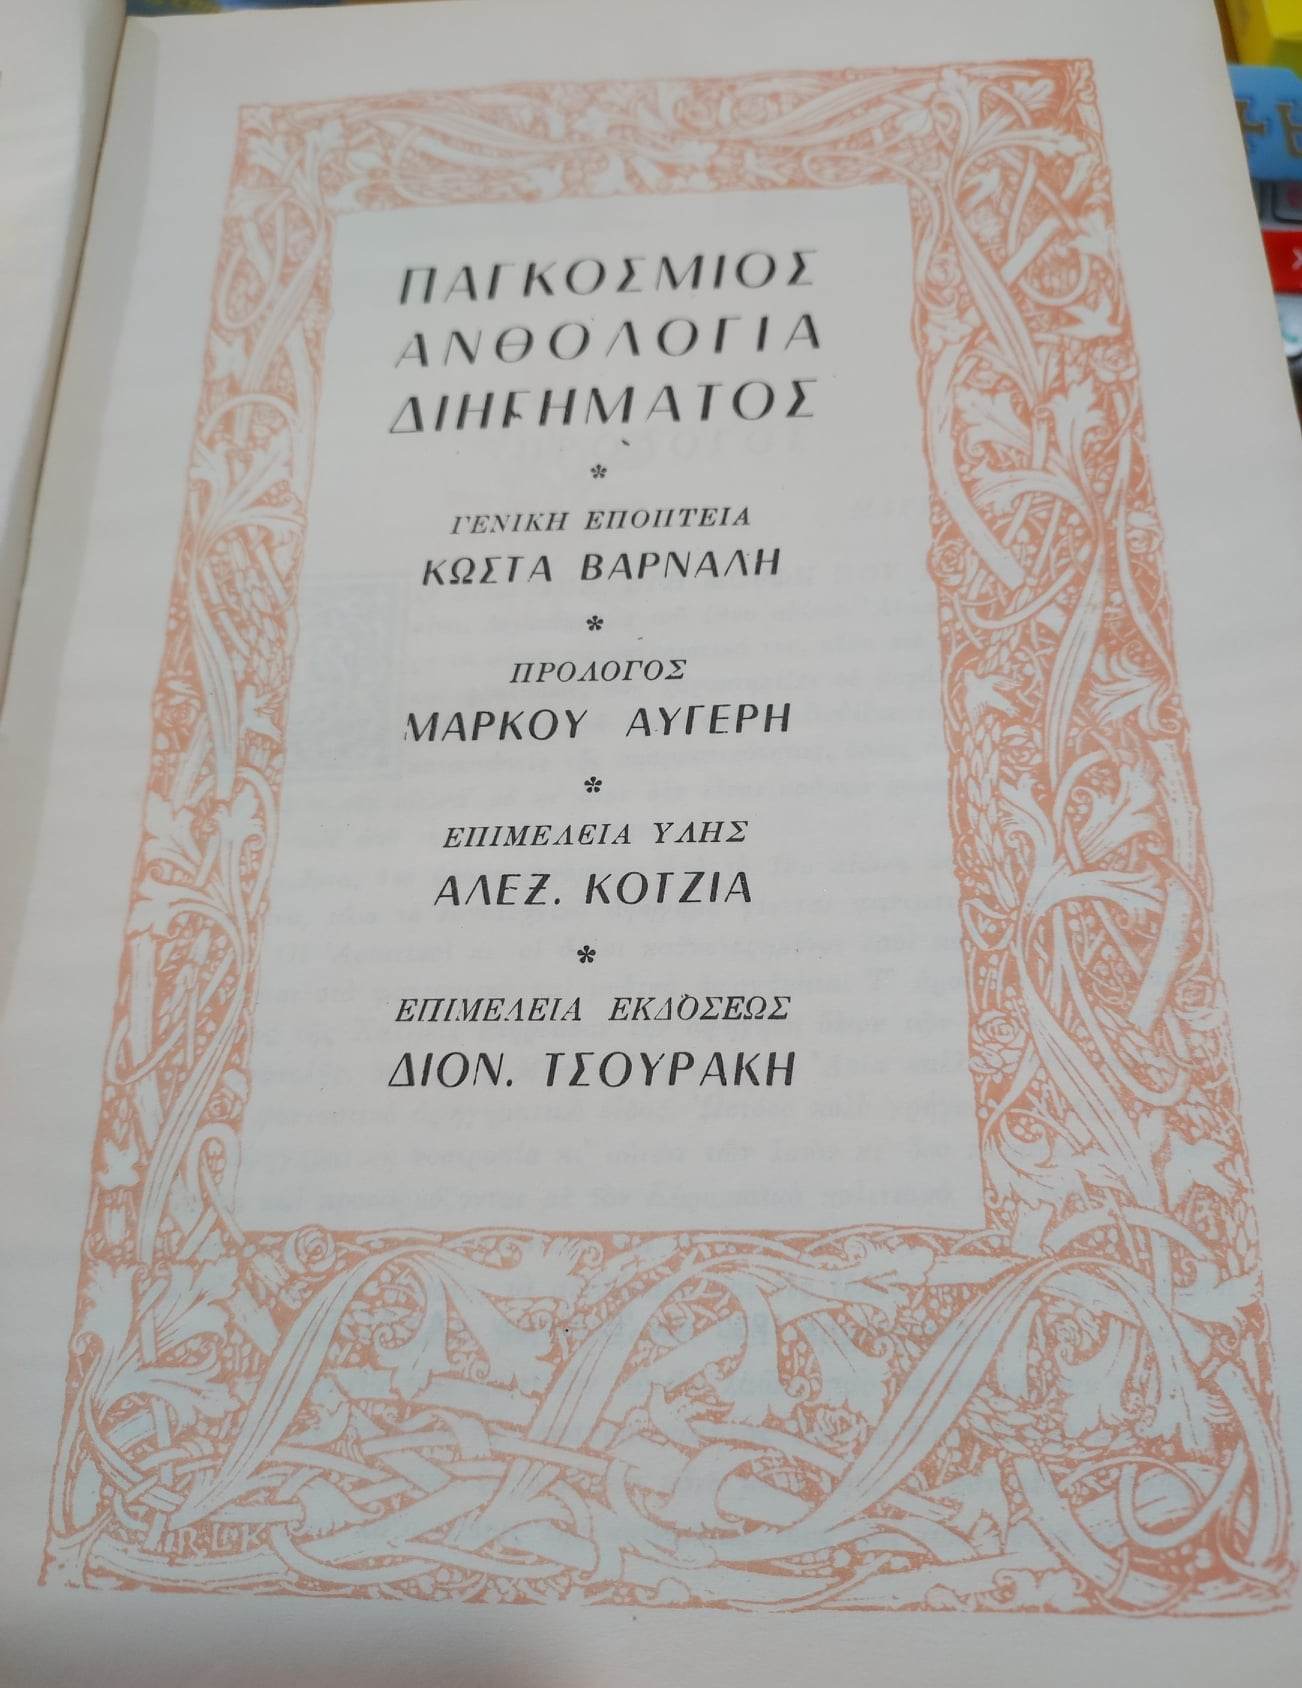 ΠΑΓΚΟΣΜΙΟΣ
ΑΝΘΟΛΟΓΙΑ
ΔΙΗΓΗΜΑΤΟΣ
*
ΓΕΝΙΚΗ ΕΠΟΠΤΕΙΑ
ΚΩΣΤΑ ΒΑΡΝΑΛΗ
*
ΠΡΟΛΟΓΟΣ
ΜΑΡΚΟΥ ΑΥΓΕΡΗ
*
ΕΠΙΜΕΛΕΙΑ ΥΛΗΣ
ΑΛΕΞ. ΚΟΤΖΙΑ
*
ΕΠΙΜΕΛΕΙΑ ΕΚΔΟΣΕΩΣ
ΔΙΟΝ. ΤΣΟΥΡΑΚΗ